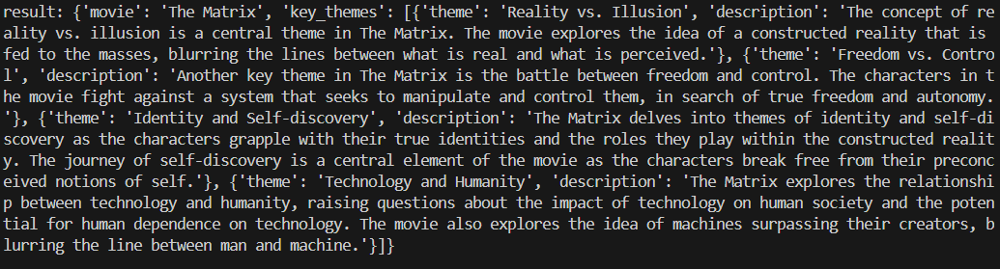 result: {'movie': 'The Matrix', 'key_themes': [{'theme': 'Reality vs. Illusion', 'description': 'The concept of re
ality vs. illusion is a central theme in The Matrix. The movie explores the idea of a constructed reality that is
fed to the masses, blurring the lines between what is real and what is perceived.'}, {'theme': 'Freedom vs. Contro
l', 'description': 'Another key theme in The Matrix is the battle between freedom and control. The characters in t
he movie fight against a system that seeks to manipulate and control them, in search of true freedom and autonomy.
'}, {'theme': 'Identity and Self-discovery', 'description': 'The Matrix delves into themes of identity and self-di
scovery as the characters grapple with their true identities and the roles they play within the constructed realit
y. The journey of self-discovery is a central element of the movie as the characters break free from their preconc
eived notions of self.'}, {'theme': 'Technology and Humanity', 'description': 'The Matrix explores the relationshi
p between technology and humanity, raising questions about the impact of technology on human society and the poten
tial for human dependence on technology. The movie also explores the idea of machines surpassing their creators, b
lurring the line between man and machine.'}]}